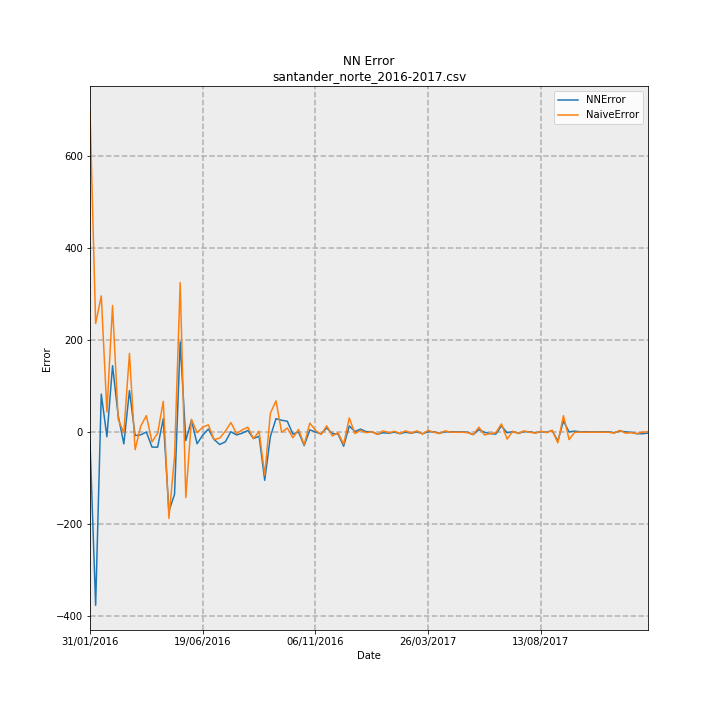 NN Error
santander_norte_2016-2017.csv
NNError
NaiveError
600
400
200
0
−200
−400
Error
31/01/2016
19/06/2016
06/11/2016
26/03/2017
13/08/2017
Date